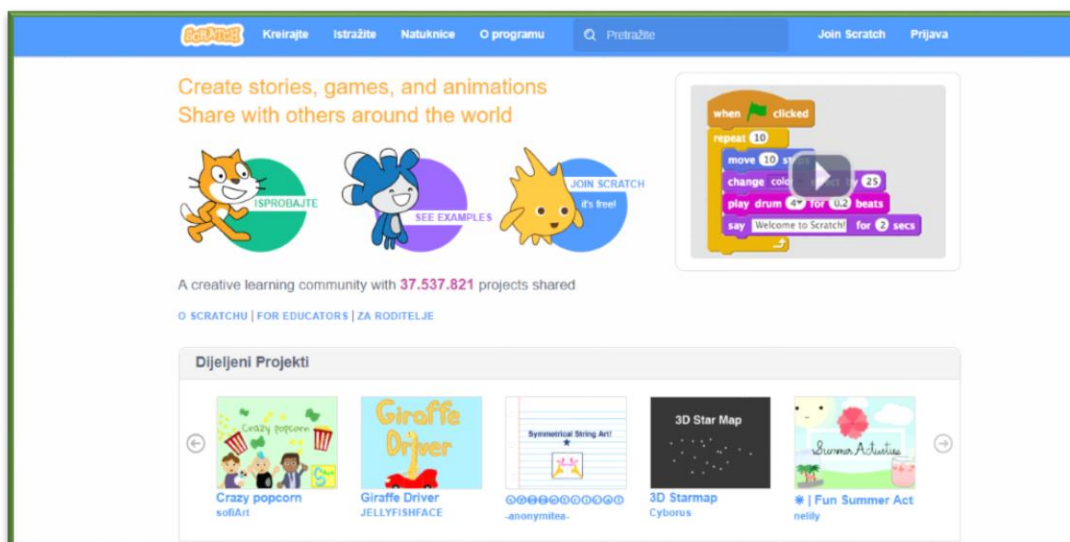 SCRATCH Kreirajte Istražite Natuknice O programu Pretražite Join Scratch Prijava
Create stories, games, and animations
Share with others around the world
ISPROBAJTE
SEE EXAMPLES
JOIN SCRATCH
it's free!
when clicked
repeat 10
move 10 steps
change color effect by 25
play drum 4 for 0.2 beats
say Welcome to Scratch! for 2 secs
A creative learning community with 37.537.821 projects shared
O SCRATCHU | FOR EDUCATORS | ZA RODITELJE
Dijeljeni Projekti
Crazy popcorn
Giraffe
Driver
Symmetrical String Art!
3D Star Map
Summer Activities
Crazy popcorn
sofiArt
Giraffe Driver
JELLYFISHFACE
Ⓢⓨⓜⓜⓔⓣⓡⓘⓒⓐⓛ
-anonymitea-
3D Starmap
Cyborus
❀ | Fun Summer Act
nelily